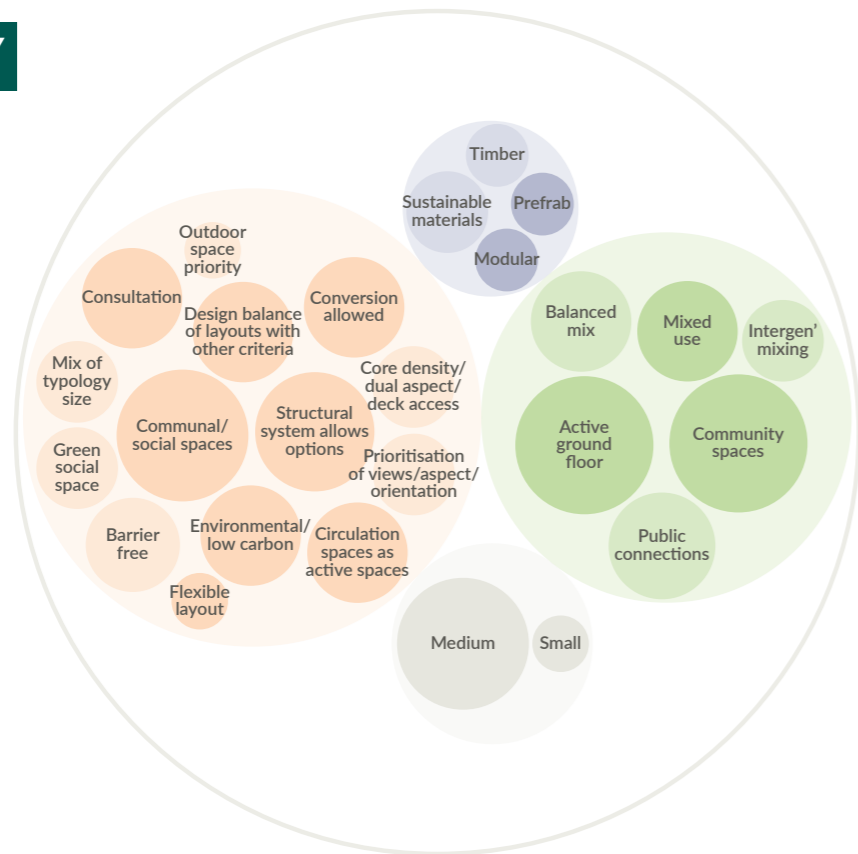 Y
Timber
Sustainable
materials
Prefrab
Modular
Outdoor
space
priority
Consultation
Design balance
of layouts with
other criteria
Conversion
allowed
Mix of
typology
size
Core density/
dual aspect/
deck access
Communal/
social spaces
Structural
system allows
options
Green
social
space
Prioritisation
of views/aspect/
orientation
Barrier
free
Environmental/
low carbon
Circulation
spaces as
active spaces
Flexible
layout
Balanced
mix
Mixed
use
Intergen’
mixing
Active
ground
floor
Community
spaces
Public
connections
Medium
Small